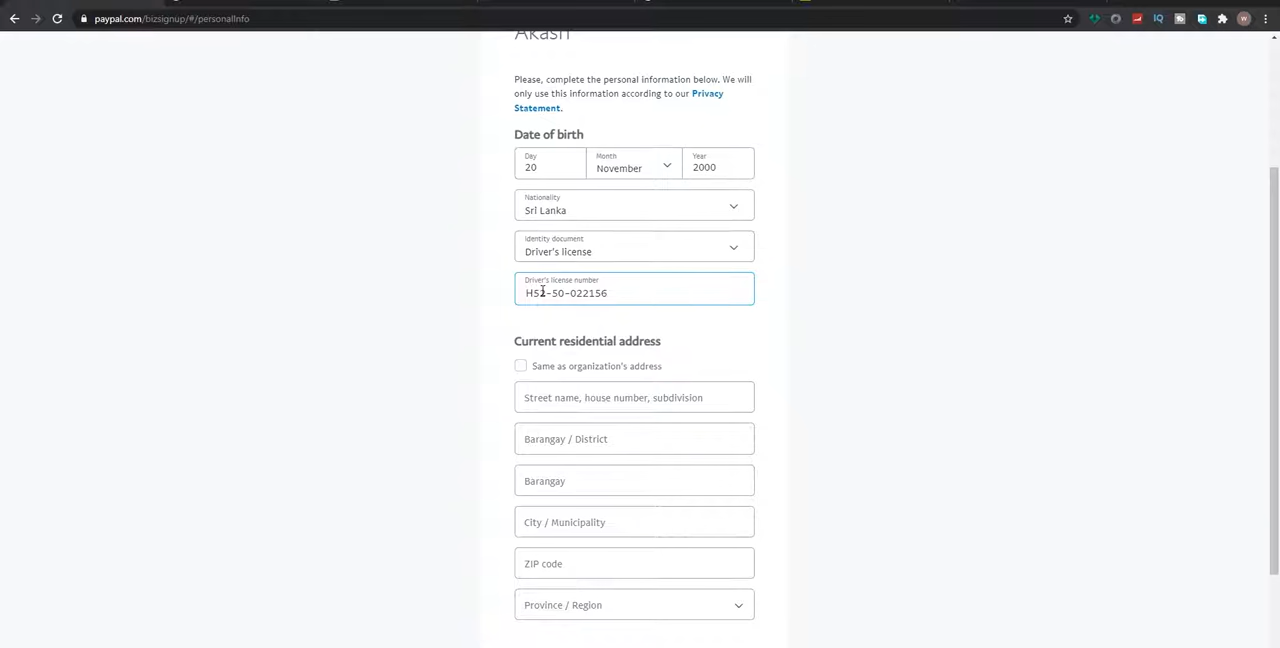 paypal.com/bizsignup/#/personalInfo
Akash
Please, complete the personal information below. We will
only use this information according to our Privacy
Statement.
Date of birth
Day
20
Month
November
Year
2000
Nationality
Sri Lanka
Identity document
Driver's license
Driver's license number
H52-50-022156
Current residential address
Same as organization's address
Street name, house number, subdivision
Barangay / District
Barangay
City / Municipality
ZIP code
Province / Region